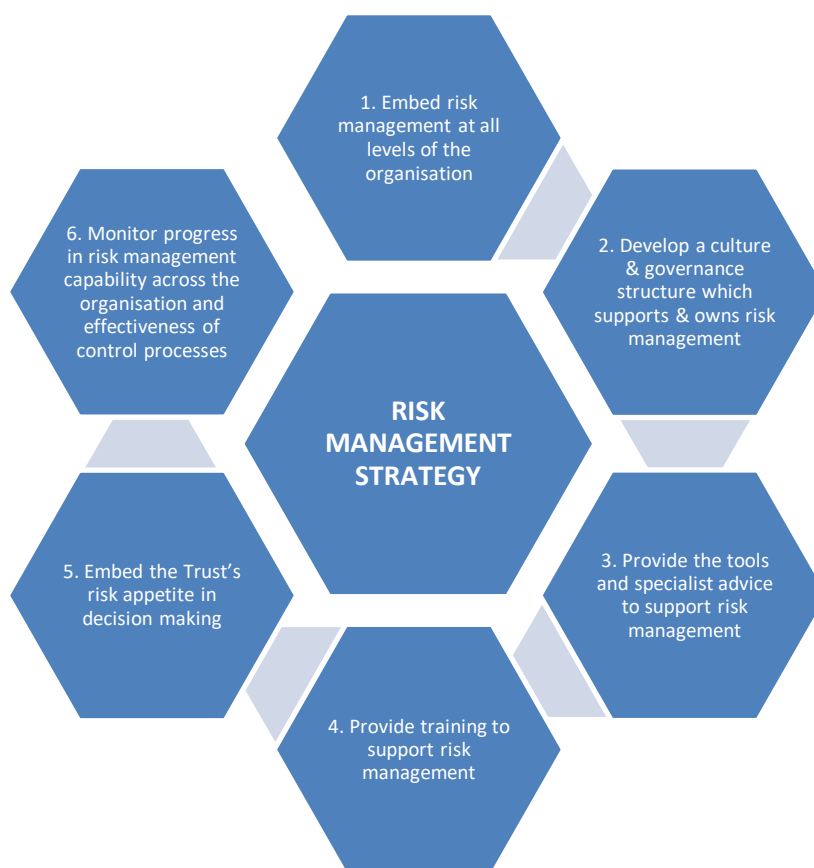 1. Embed risk
management at all
levels of the
organisation
2. Develop a culture
& governance
structure which
supports & owns risk
management
3. Provide the tools
and specialist advice
to support risk
management
4. Provide training to
support risk
management
5. Embed the Trust’s
risk appetite in
decision making
6. Monitor progress
in risk management
capability across the
organisation and
effectiveness of
control processes
RISK
MANAGEMENT
STRATEGY